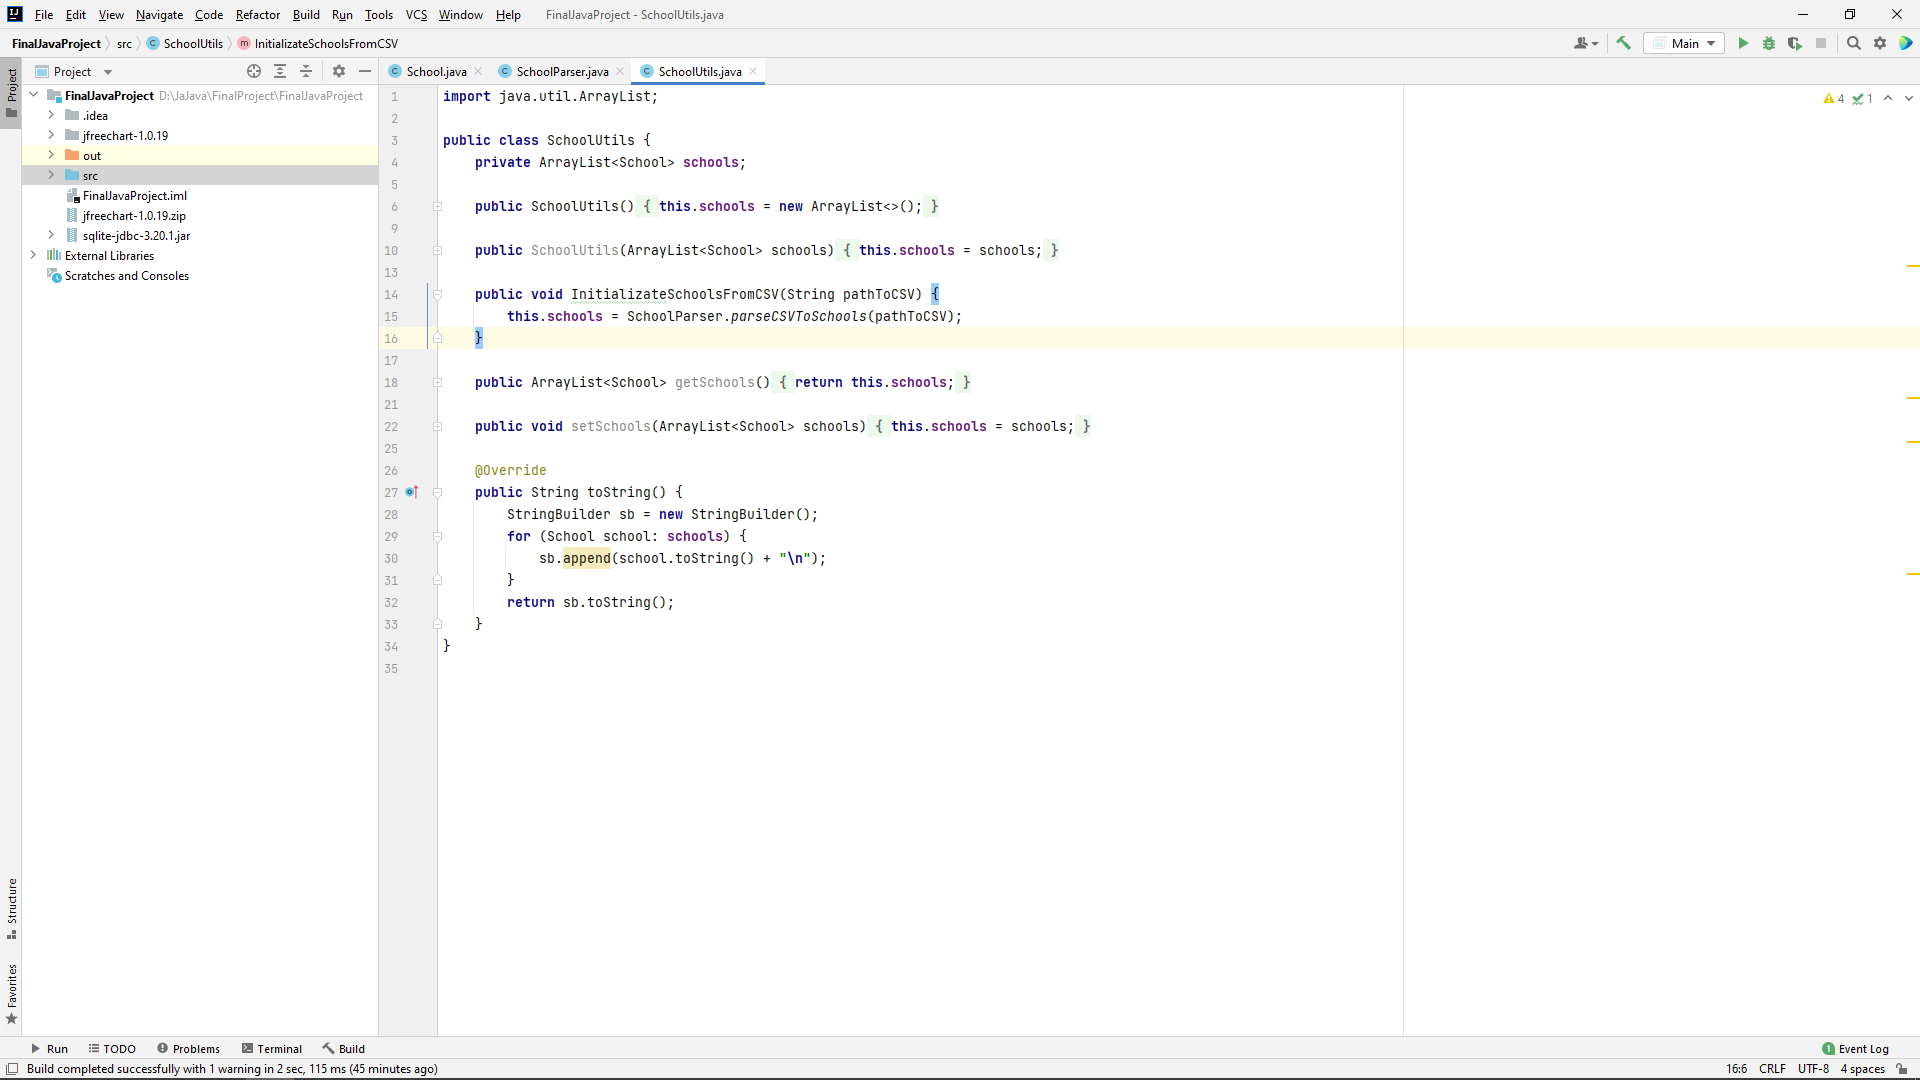 File Edit View Navigate Code Refactor Build Run Tools VCS Window Help FinalJavaProject - SchoolUtils.java
FinalJavaProject src SchoolUtils InitializateSchoolsFromCSV Main
Project
Project
School.java SchoolParser.java SchoolUtils.java
FinalJavaProject D:\JaJava\FinalProject\FinalJavaProject
.idea
jfreechart-1.0.19
out
src
FinalJavaProject.iml
jfreechart-1.0.19.zip
sqlite-jdbc-3.20.1.jar
External Libraries
Scratches and Consoles
4 1
1 import java.util.ArrayList;
2
3 public class SchoolUtils {
4 private ArrayList<School> schools;
5
6 public SchoolUtils() { this.schools = new ArrayList<>(); }
9
10 public SchoolUtils(ArrayList<School> schools) { this.schools = schools; }
13
14 public void InitializateSchoolsFromCSV(String pathToCSV) {
15 this.schools = SchoolParser.parseCSVToSchools(pathToCSV);
16 }
17
18 public ArrayList<School> getSchools() { return this.schools; }
21
22 public void setSchools(ArrayList<School> schools) { this.schools = schools; }
25
26 @Override
27 public String toString() {
28 StringBuilder sb = new StringBuilder();
29 for (School school: schools) {
30 sb.append(school.toString() + "\n");
31 }
32 return sb.toString();
33 }
34 }
35
Structure
Favorites
Run TODO Problems Terminal Build 1 Event Log
Build completed successfully with 1 warning in 2 sec, 115 ms (45 minutes ago) 16:6 CRLF UTF-8 4 spaces